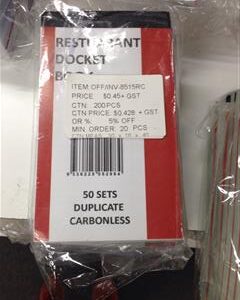 RESTAURANT
DOCKET
ITEM:OFF/INV-8515RC
PRICE : $0.45+ GST
CTN: 200PCS
CTN PRICE: $0.428 + GST
OR %: 5% OFF
MIN. ORDER: 20 PCS
50 SETS
DUPLICATE
CARBONLESS